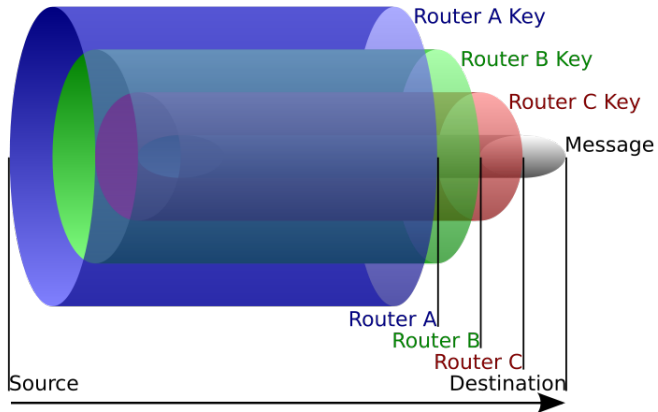 Router A Key
Router B Key
Router C Key
Message
Router A
Router B
Router C
Source
Destination